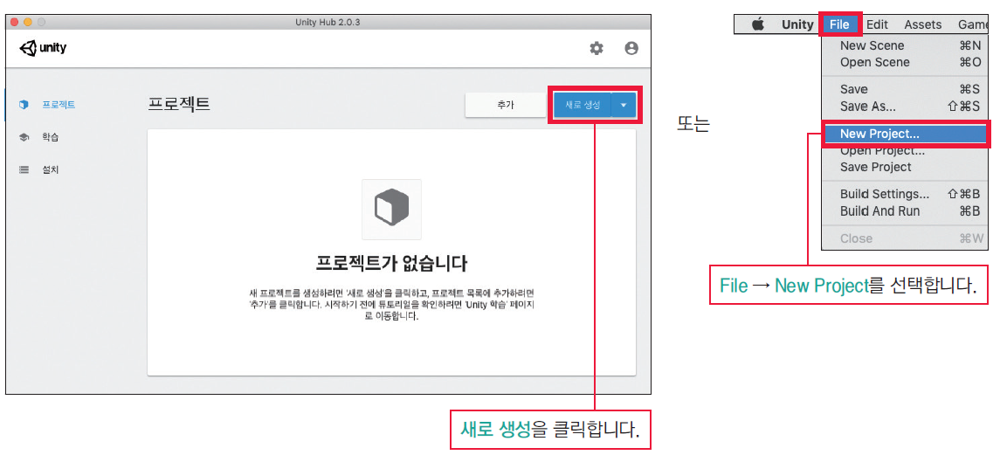 Unity Hub 2.0.3
unity
프로젝트
학습
설치
프로젝트
추가
새로 생성
프로젝트가 없습니다
새 프로젝트를 생성하려면 '새로 생성'을 클릭하고, 프로젝트 목록에 추가하려면
'추가'를 클릭합니다. 시작하기 전에 튜토리얼을 확인하려면 'Unity 학습' 페이지
로 이동합니다.
새로 생성을 클릭합니다.
또는
Unity File Edit Assets Game
New Scene ⌘N
Open Scene ⌘O
Save ⌘S
Save As... ⇧⌘S
New Project...
Open Project...
Save Project
Build Settings... ⇧⌘B
Build And Run ⌘B
Close ⌘W
File → New Project를 선택합니다.